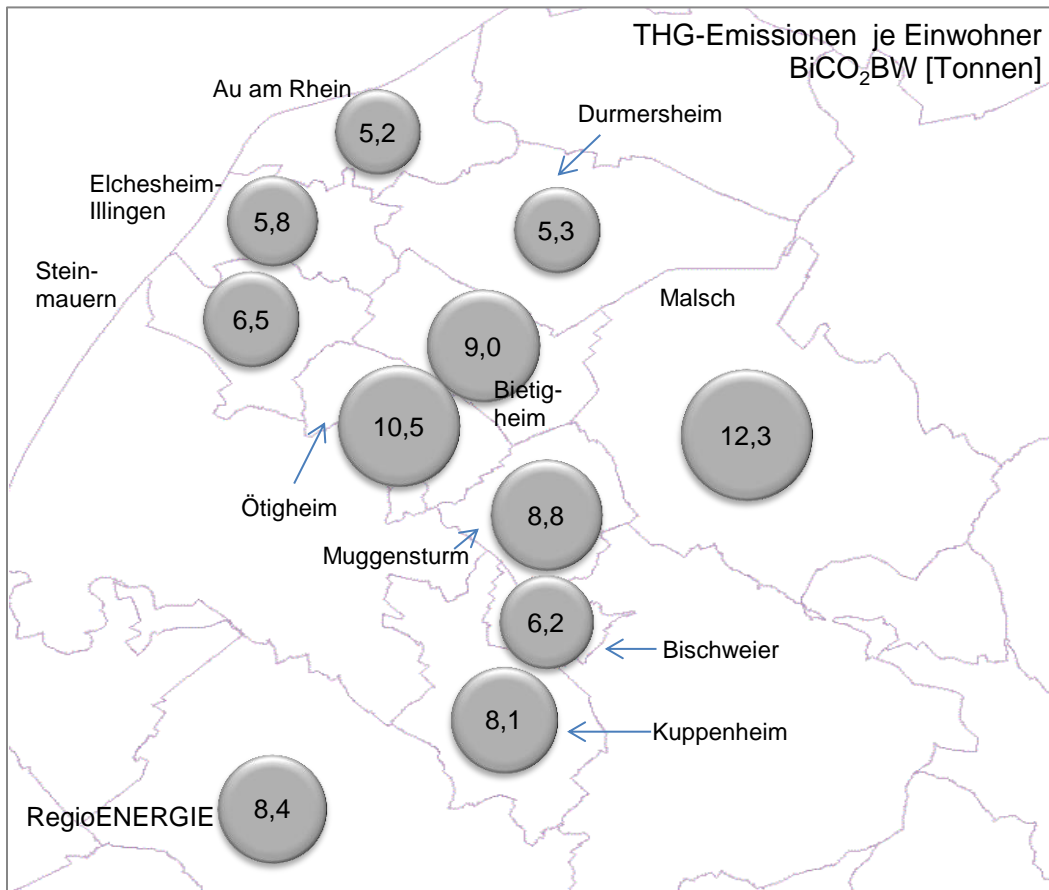 THG-Emissionen je Einwohner
BiCO₂BW [Tonnen]
Au am Rhein
5,2
Durmersheim
5,3
Elchesheim-
Illingen
5,8
Stein-
mauern
6,5
Malsch
12,3
9,0
Bietig-
heim
10,5
Ötigheim
8,8
Muggensturm
6,2
Bischweier
8,1
Kuppenheim
RegioENERGIE
8,4